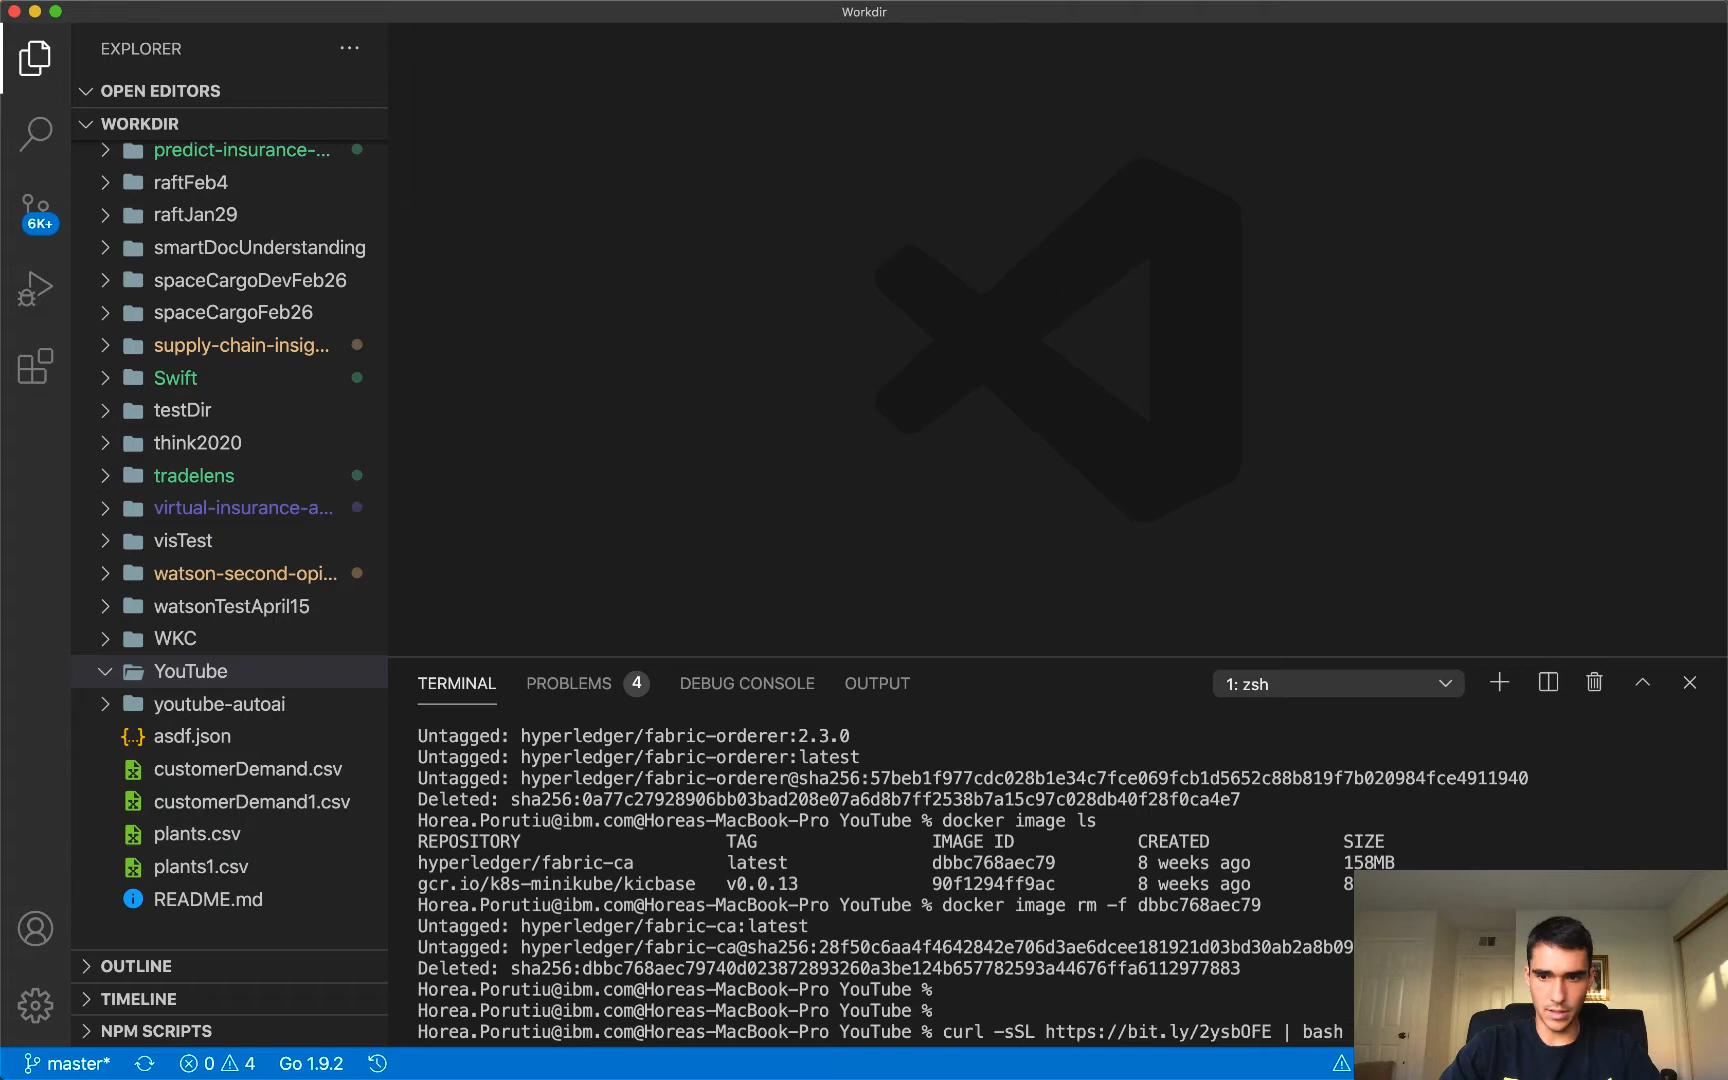 Workdir
EXPLORER
OPEN EDITORS
WORKDIR
predict-insurance-...
raftFeb4
raftJan29
6K+
smartDocUnderstanding
spaceCargoDevFeb26
spaceCargoFeb26
supply-chain-insig...
Swift
testDir
think2020
tradelens
virtual-insurance-a...
visTest
watson-second-opi...
watsonTestApril15
WKC
YouTube
youtube-autoai
{..} asdf.json
customerDemand.csv
customerDemand1.csv
plants.csv
plants1.csv
README.md
OUTLINE
TIMELINE
NPM SCRIPTS
TERMINAL PROBLEMS 4 DEBUG CONSOLE OUTPUT 1: zsh
Untagged: hyperledger/fabric-orderer:2.3.0
Untagged: hyperledger/fabric-orderer:latest
Untagged: hyperledger/fabric-orderer@sha256:57beb1f977cdc028b1e34c7fce069fcb1d5652c88b819f7b020984fce4911940
Deleted: sha256:0a77c27928906bb03bad208e07a6d8b7ff2538b7a15c97c028db40f28f0ca4e7
Horea.Porutiu@ibm.com@Horeas-MacBook-Pro YouTube % docker image ls
REPOSITORY TAG IMAGE ID CREATED SIZE
hyperledger/fabric-ca latest dbbc768aec79 8 weeks ago 158MB
gcr.io/k8s-minikube/kicbase v0.0.13 90f1294ff9ac 8 weeks ago 8
Horea.Porutiu@ibm.com@Horeas-MacBook-Pro YouTube % docker image rm -f dbbc768aec79
Untagged: hyperledger/fabric-ca:latest
Untagged: hyperledger/fabric-ca@sha256:28f50c6aa4f4642842e706d3ae6dcee181921d03bd30ab2a8b09
Deleted: sha256:dbbc768aec79740d023872893260a3be124b657782593a44676ffa6112977883
Horea.Porutiu@ibm.com@Horeas-MacBook-Pro YouTube %
Horea.Porutiu@ibm.com@Horeas-MacBook-Pro YouTube %
Horea.Porutiu@ibm.com@Horeas-MacBook-Pro YouTube % curl -sSL https://bit.ly/2ysbOFE | bash
master* 0 4 Go 1.9.2